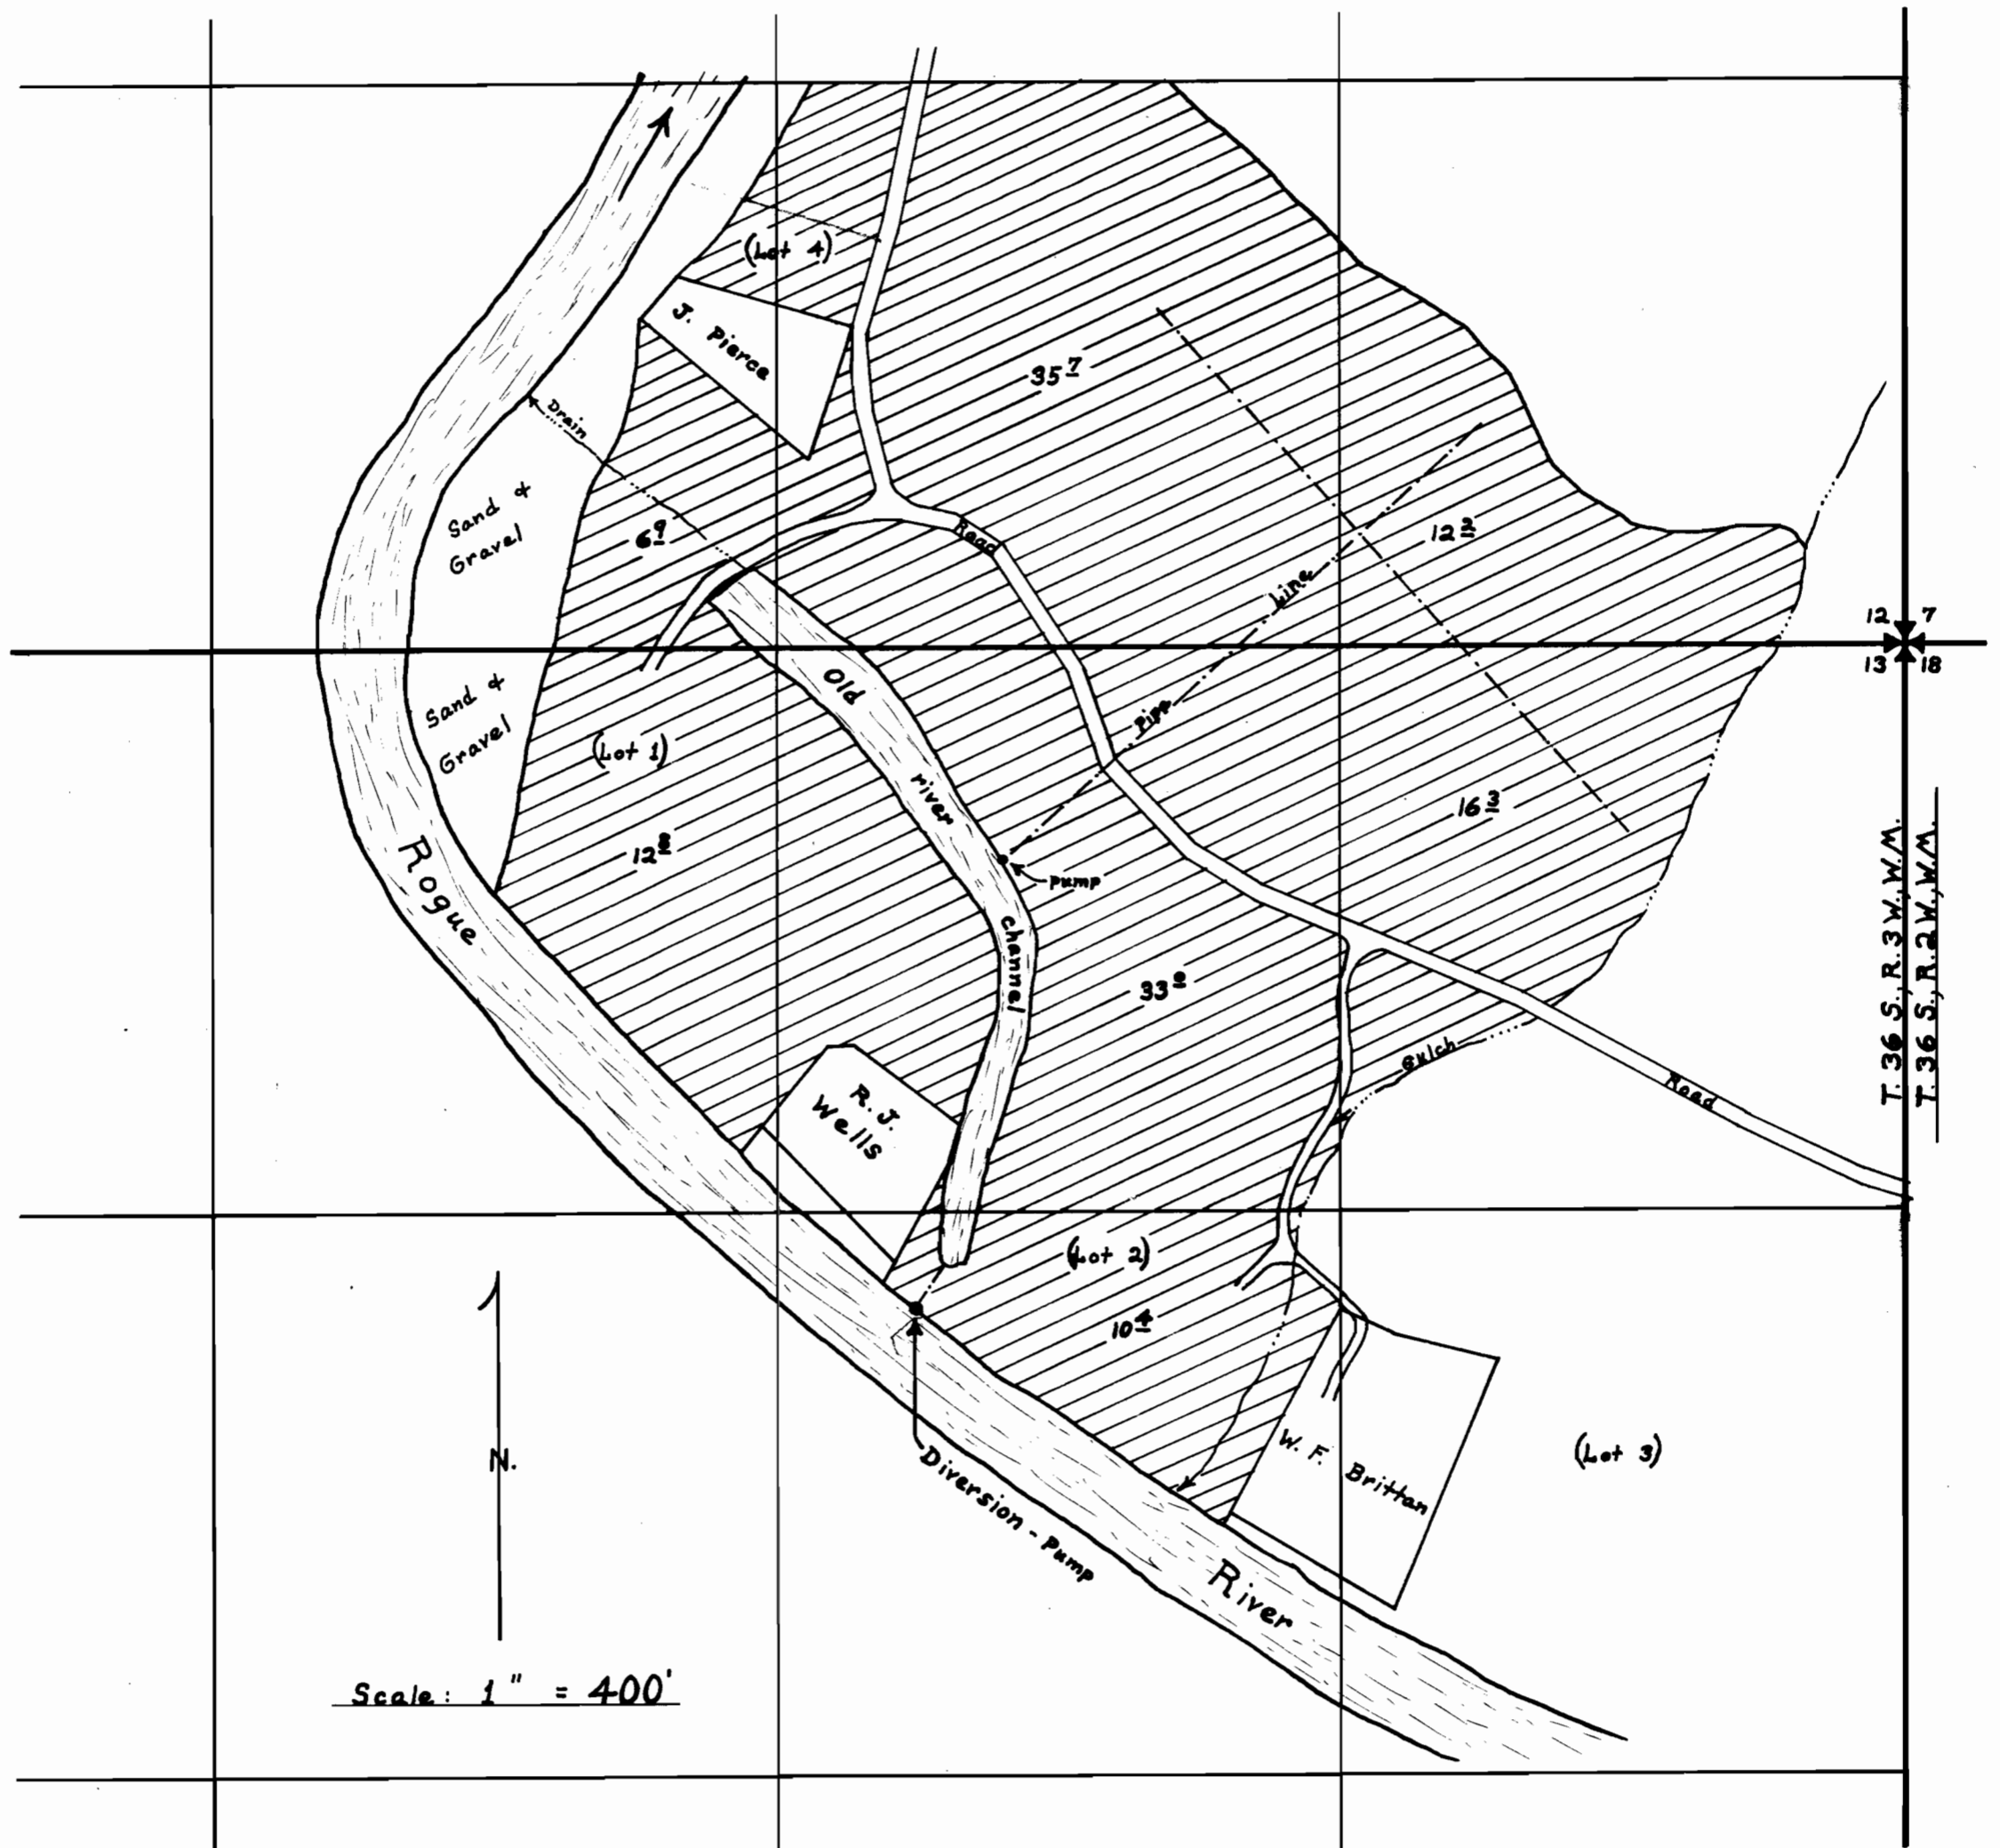 (Lot 4)
J. Pierce
35 7
Drain
Sand &
Gravel
6 9
Road
12 2
Line
12 7
13 18
Sand &
Gravel
Old
river
channel
(Lot 1)
Pipe
16 3
12 8
Pump
Rogue
33 0
T. 36 S., R. 3 W., W.M.
T. 36 S., R. 2 W., W.M.
Gulch
Road
R. J.
Wells
(Lot 2)
10 4
W. F. Brittan
(Lot 3)
N.
Diversion - Pump
River
Scale: 1" = 400'